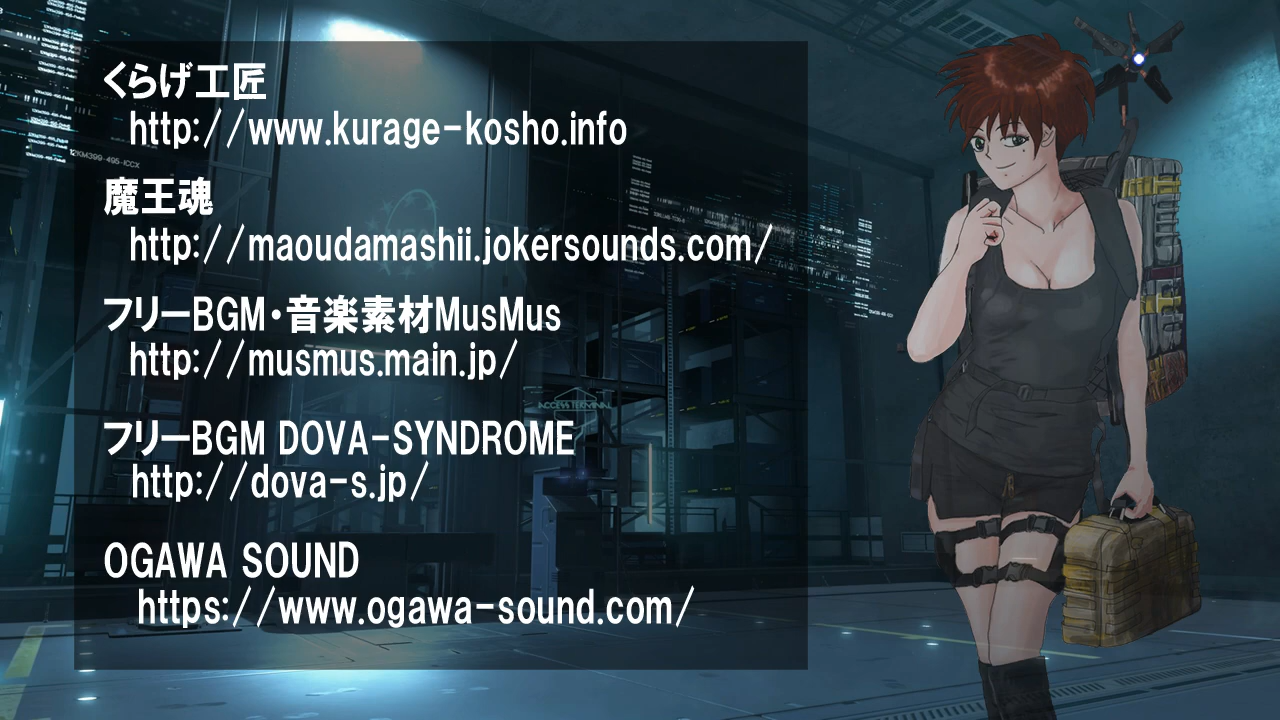 くらげ工匠
http://www.kurage-kosho.info
魔王魂
http://maoudamashii.jokersounds.com/
フリーBGM・音楽素材MusMus
http://musmus.main.jp/
フリーBGM DOVA-SYNDROME
http://dova-s.jp/
OGAWA SOUND
https://www.ogawa-sound.com/
ACCESS TERMINAL